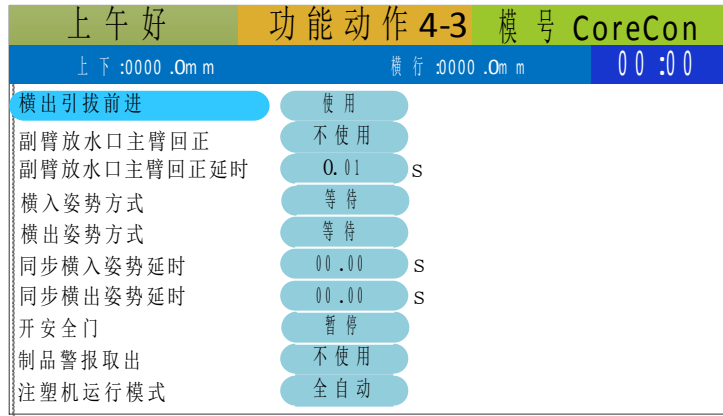 上午好 功能动作 4-3 模号 CoreCon
上下:0000.0mm 横行:0000.0mm 00:00
横出引拔前进 使用
副臂放水口主臂回正 不使用
副臂放水口主臂回正延时 0.01 S
横入姿势方式 等待
横出姿势方式 等待
同步横入姿势延时 00.00 S
同步横出姿势延时 00.00 S
开安全门 暂停
制品警报取出 不使用
注塑机运行模式 全自动